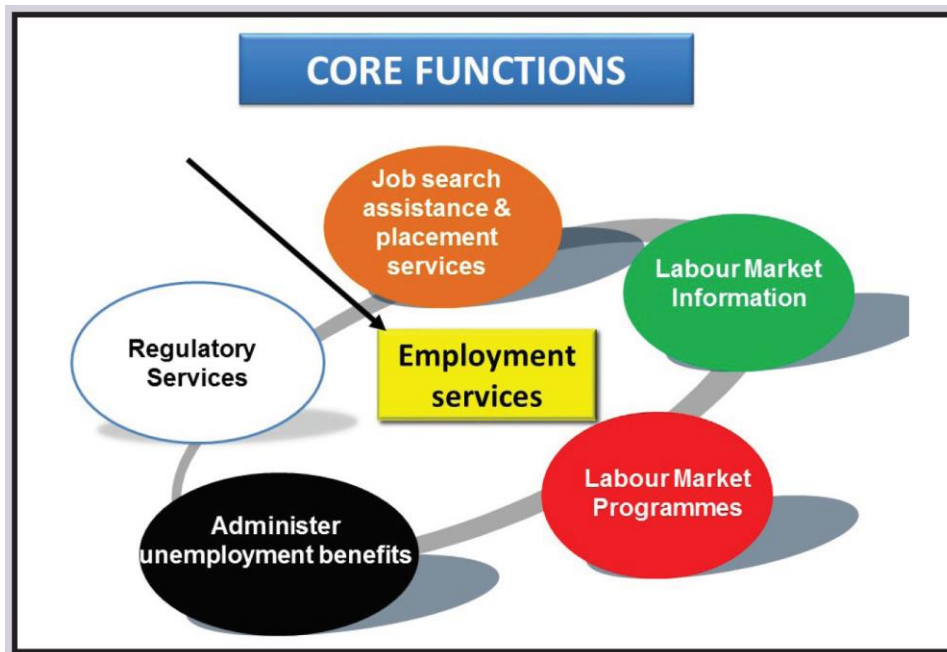 CORE FUNCTIONS
Job search
assistance &
placement
services
Labour Market
Information
Regulatory
Services
Employment
services
Labour Market
Programmes
Administer
unemployment benefits